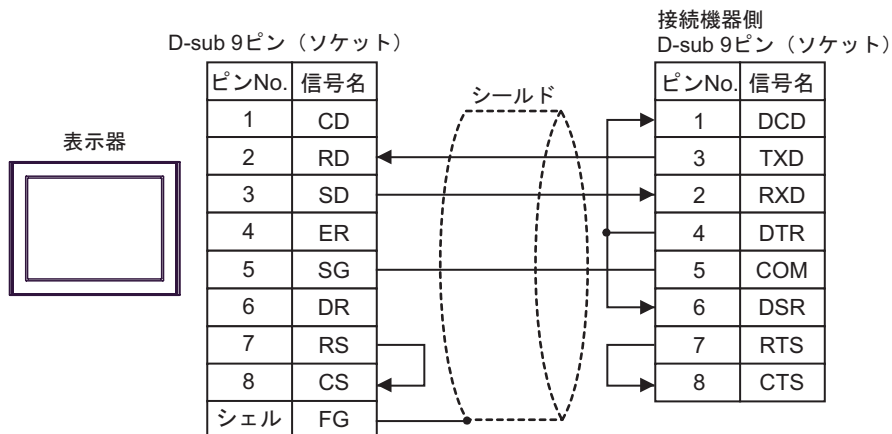 接続機器側
D-sub 9ピン（ソケット）
D-sub 9ピン（ソケット）
表示器
シールド
ピンNo. 信号名
1 CD
2 RD
3 SD
4 ER
5 SG
6 DR
7 RS
8 CS
シェル FG
ピンNo. 信号名
1 DCD
3 TXD
2 RXD
4 DTR
5 COM
6 DSR
7 RTS
8 CTS